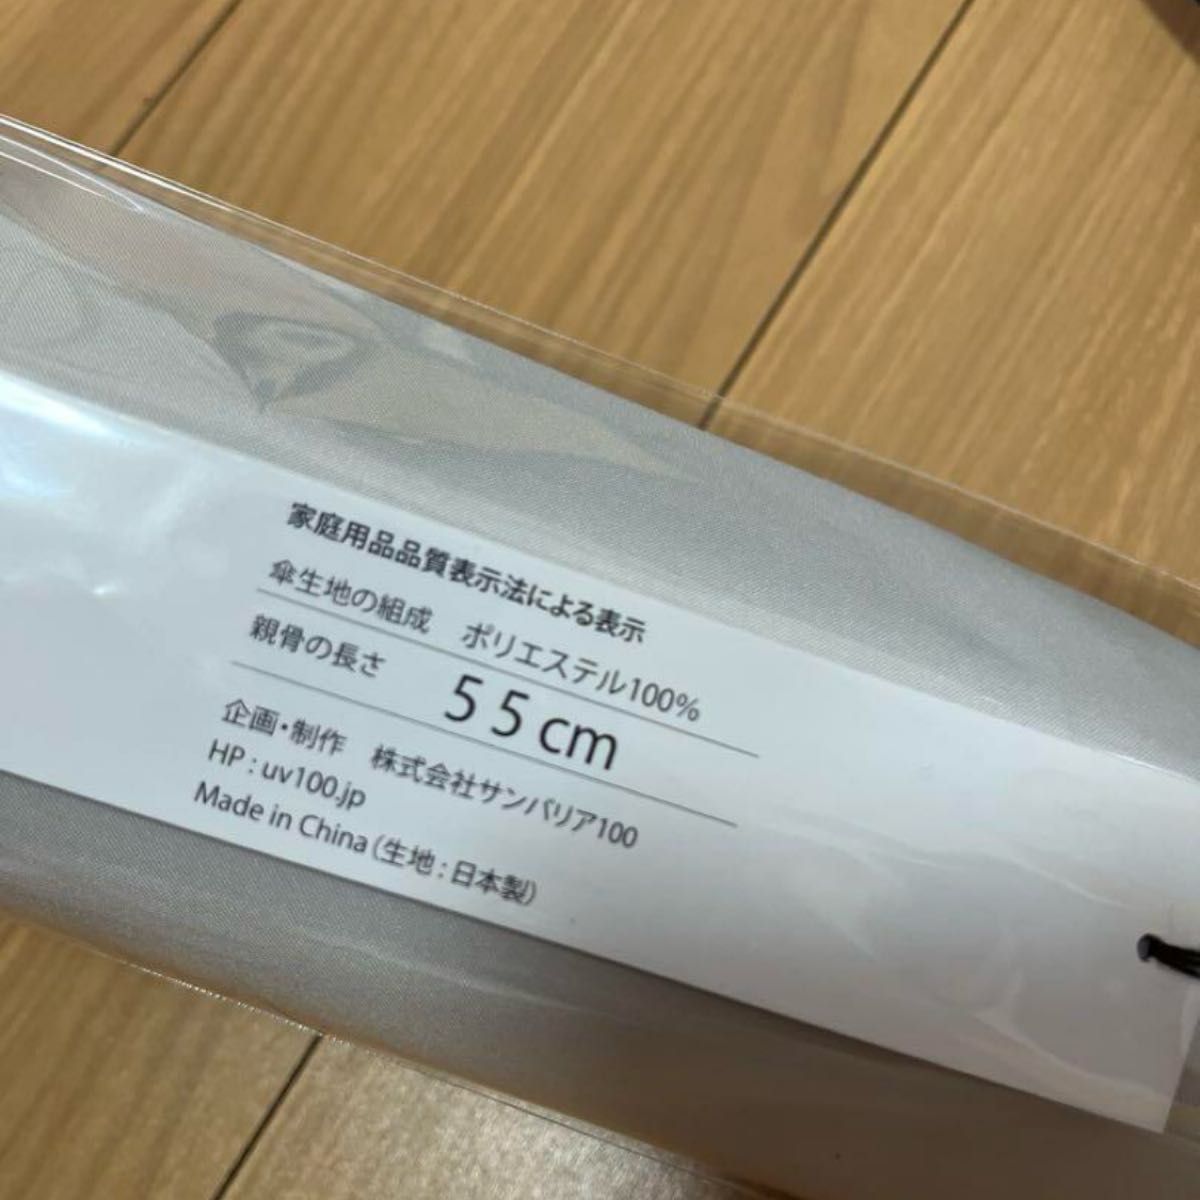 家庭用品品質表示法による表示
傘生地の組成　ポリエステル100%
親骨の長さ　55cm
企画・制作　株式会社サンバリア100
HP : uv100.jp
Made in China (生地 : 日本製)